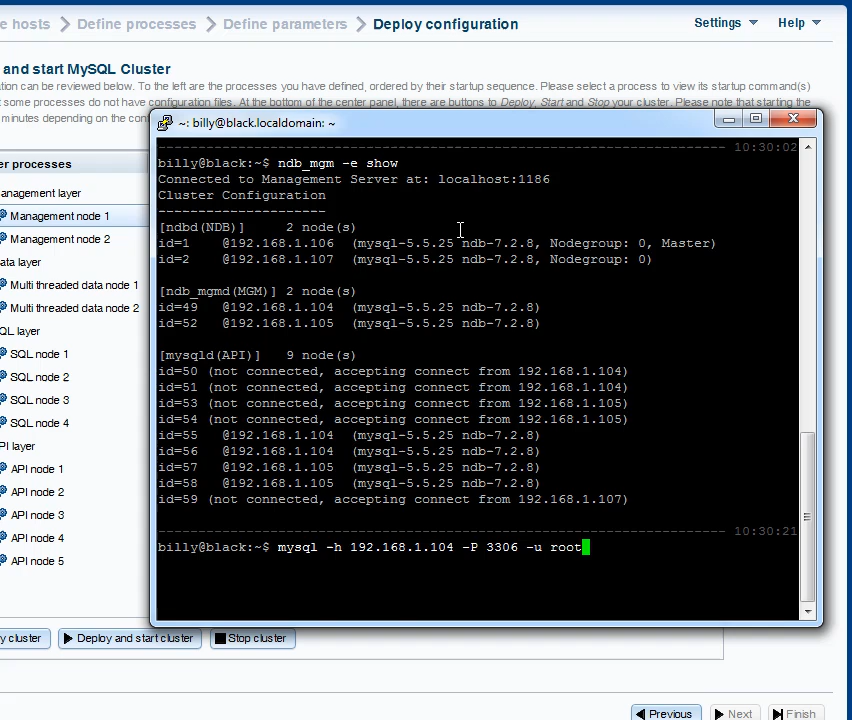 e hosts Define processes Define parameters Deploy configuration Settings Help
and start MySQL Cluster
tion can be reviewed below. To the left are the processes you have defined, ordered by their startup sequence. Please select a process to view its startup command(s)
t some processes do not have configuration files. At the bottom of the center panel, there are buttons to Deploy, Start and Stop your cluster. Please note that starting the
minutes depending on the con
~: billy@black.localdomain: ~
er processes
anagement layer
Management node 1
Management node 2
ata layer
Multi threaded data node 1
Multi threaded data node 2
QL layer
SQL node 1
SQL node 2
SQL node 3
SQL node 4
PI layer
API node 1
API node 2
API node 3
API node 4
API node 5
---------------------------------------------------------------------- 10:30:02
billy@black:~$ ndb_mgm -e show
Connected to Management Server at: localhost:1186
Cluster Configuration
---------------------
[ndbd(NDB)] 2 node(s)
id=1 @192.168.1.106 (mysql-5.5.25 ndb-7.2.8, Nodegroup: 0, Master)
id=2 @192.168.1.107 (mysql-5.5.25 ndb-7.2.8, Nodegroup: 0)
[ndb_mgmd(MGM)] 2 node(s)
id=49 @192.168.1.104 (mysql-5.5.25 ndb-7.2.8)
id=52 @192.168.1.105 (mysql-5.5.25 ndb-7.2.8)
[mysqld(API)] 9 node(s)
id=50 (not connected, accepting connect from 192.168.1.104)
id=51 (not connected, accepting connect from 192.168.1.104)
id=53 (not connected, accepting connect from 192.168.1.105)
id=54 (not connected, accepting connect from 192.168.1.105)
id=55 @192.168.1.104 (mysql-5.5.25 ndb-7.2.8)
id=56 @192.168.1.104 (mysql-5.5.25 ndb-7.2.8)
id=57 @192.168.1.105 (mysql-5.5.25 ndb-7.2.8)
id=58 @192.168.1.105 (mysql-5.5.25 ndb-7.2.8)
id=59 (not connected, accepting connect from 192.168.1.107)
---------------------------------------------------------------------- 10:30:21
billy@black:~$ mysql -h 192.168.1.104 -P 3306 -u root
y cluster Deploy and start cluster Stop cluster
Previous Next Finish